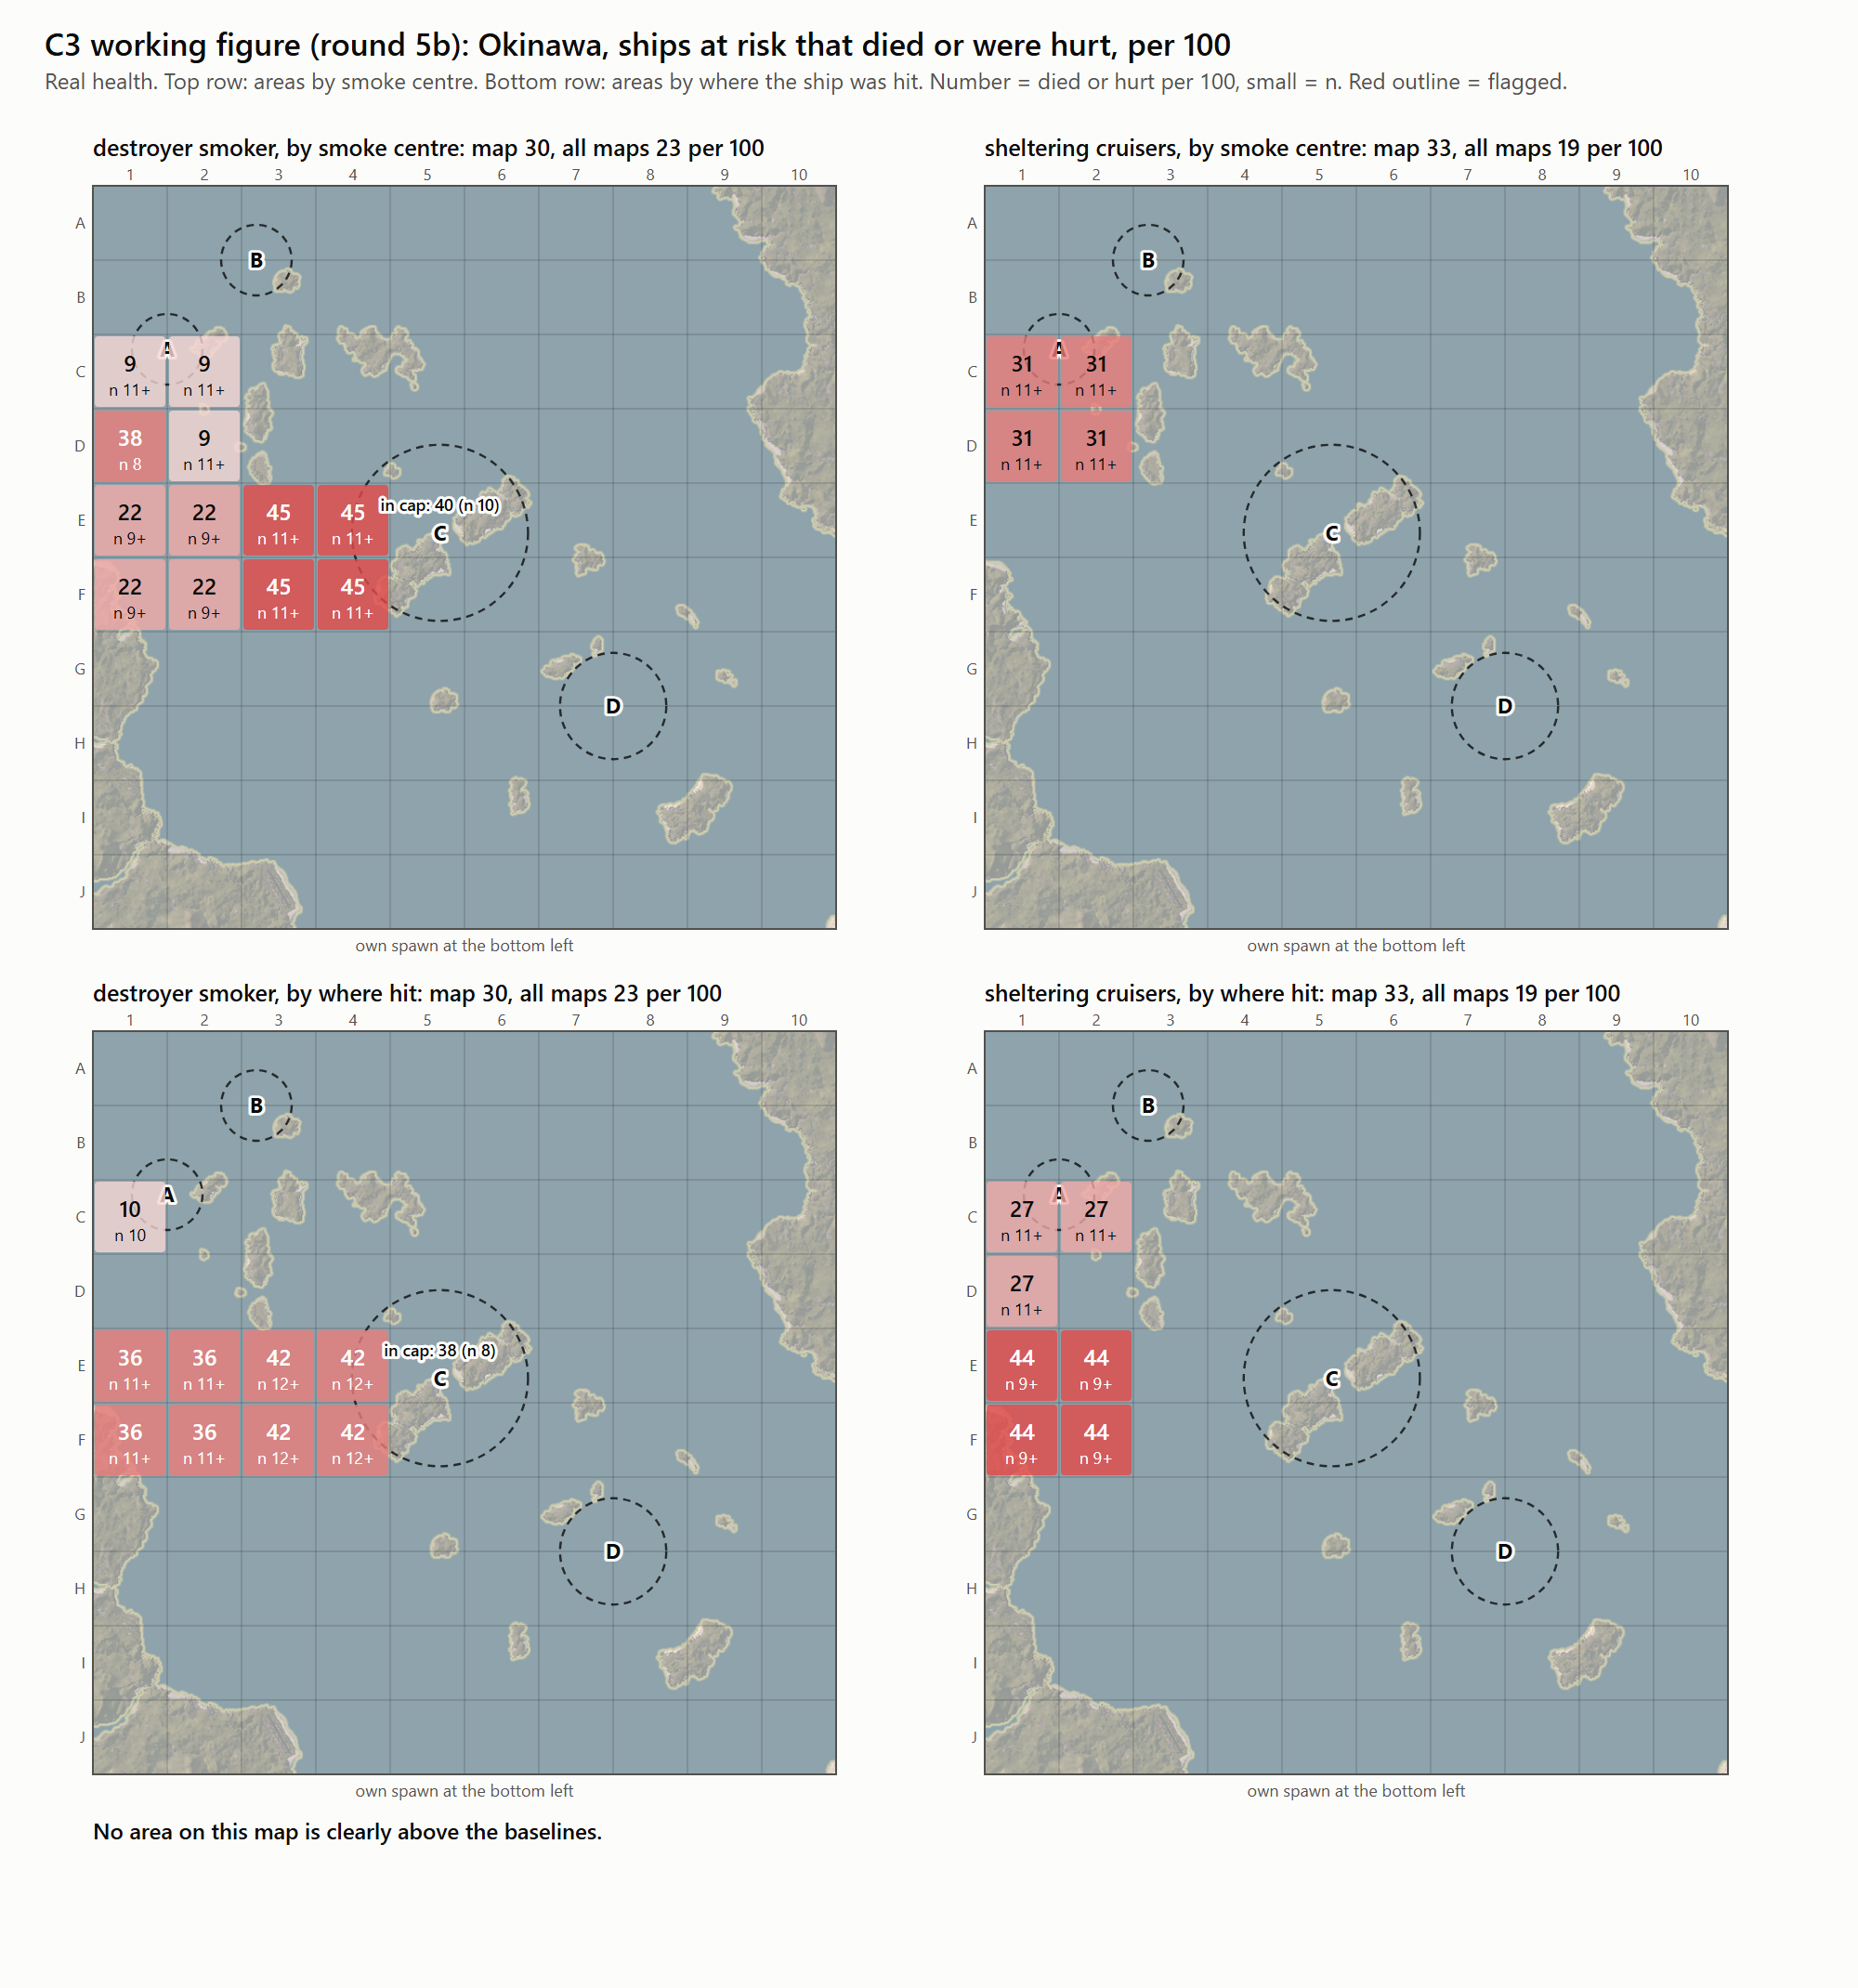 C3 working figure (round 5b): Okinawa, ships at risk that died or were hurt, per 100
Real health. Top row: areas by smoke centre. Bottom row: areas by where the ship was hit. Number = died or hurt per 100, small = n. Red outline = flagged.
destroyer smoker, by smoke centre: map 30, all maps 23 per 100
1 2 3 4 5 6 7 8 9 10
A
B
B
A
C 9 9
n 11+ n 11+
D 38 9
n 8 n 11+
in cap: 40 (n 10)
E 22 22 45 45
C
n 9+ n 9+ n 11+ n 11+
F 22 22 45 45
n 9+ n 9+ n 11+ n 11+
G
D
H
I
J
own spawn at the bottom left
sheltering cruisers, by smoke centre: map 33, all maps 19 per 100
1 2 3 4 5 6 7 8 9 10
A
B
B
A
C 31 31
n 11+ n 11+
D 31 31
n 11+ n 11+
E
C
F
G
D
H
I
J
own spawn at the bottom left
destroyer smoker, by where hit: map 30, all maps 23 per 100
1 2 3 4 5 6 7 8 9 10
A
B
B
A
C 10
n 10
D
in cap: 38 (n 8)
E 36 36 42 42
C
n 11+ n 11+ n 12+ n 12+
F 36 36 42 42
n 11+ n 11+ n 12+ n 12+
G
D
H
I
J
own spawn at the bottom left
sheltering cruisers, by where hit: map 33, all maps 19 per 100
1 2 3 4 5 6 7 8 9 10
A
B
B
A
C 27 27
n 11+ n 11+
D 27
n 11+
E 44 44
C
n 9+ n 9+
F 44 44
n 9+ n 9+
G
D
H
I
J
own spawn at the bottom left
No area on this map is clearly above the baselines.